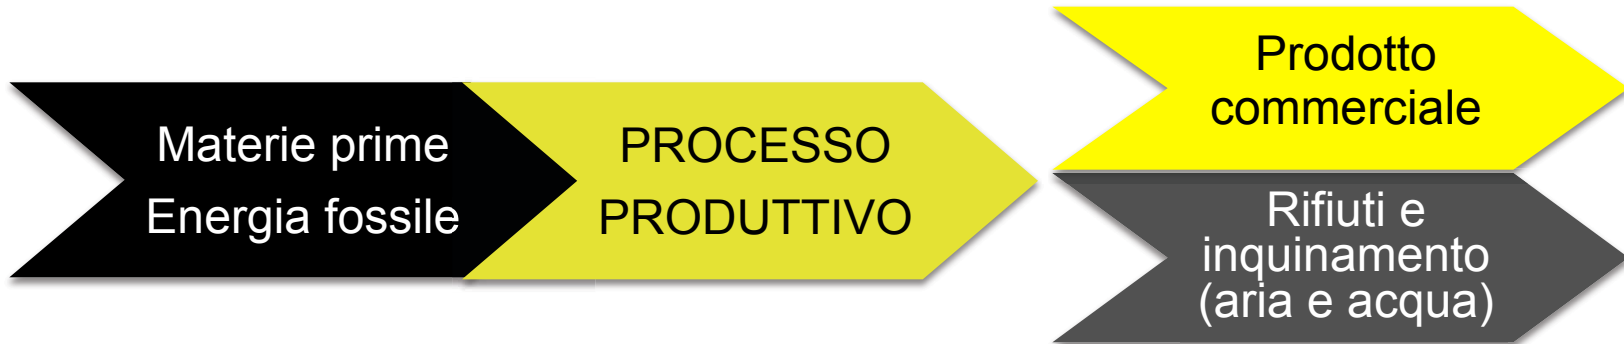 Materie prime
Energia fossile
PROCESSO
PRODUTTIVO
Prodotto
commerciale
Rifiuti e
inquinamento
(aria e acqua)